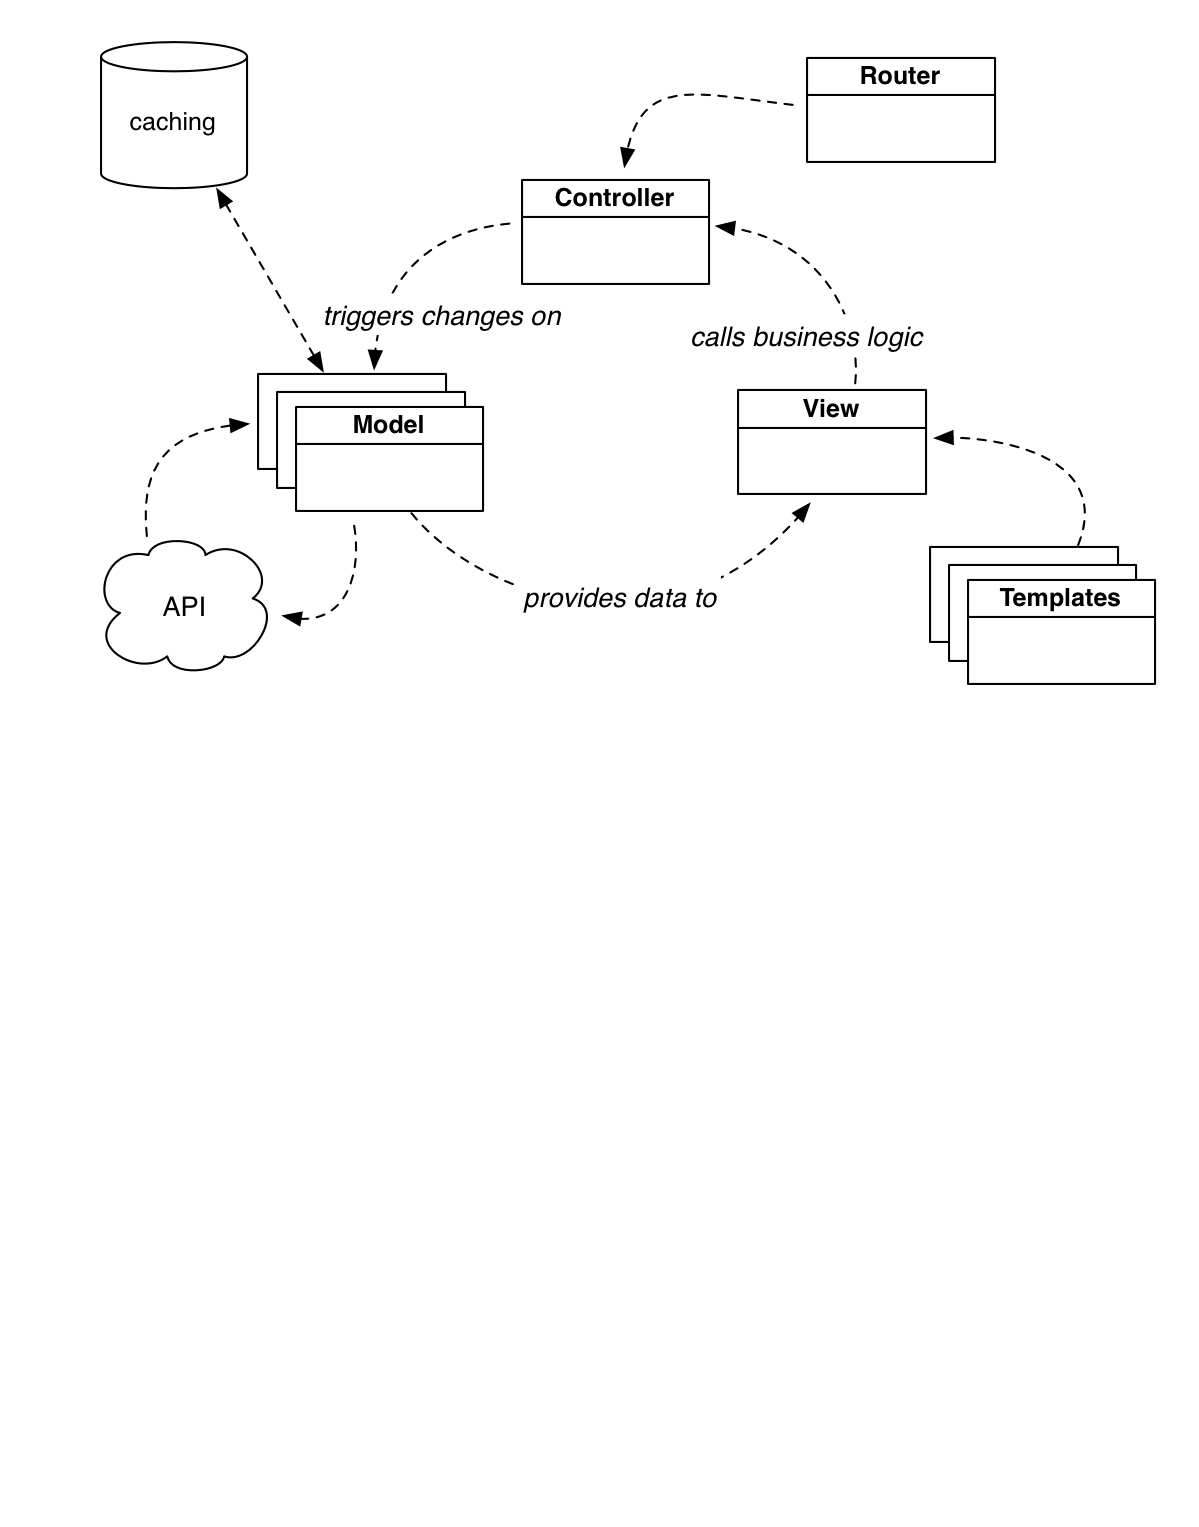 Router
caching
Controller
triggers changes on
calls business logic
View
Model
provides data to
Templates
API